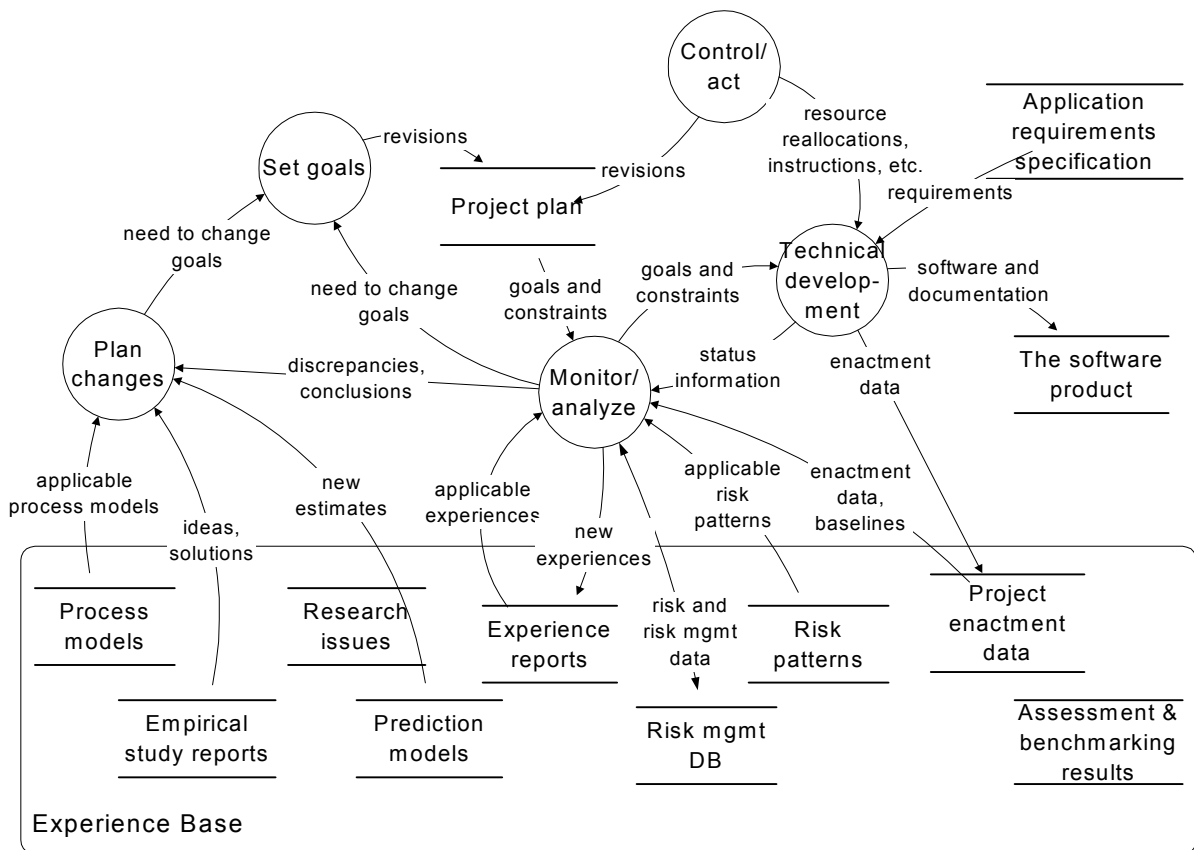 Control/
act
Application
requirements
specification
resource
reallocations,
instructions, etc.
revisions
Set goals
revisions
requirements
Project plan
need to change
goals
Technical
develop-
ment
goals and
constraints
software and
documentation
need to change
goals
goals and
constraints
Plan
changes
discrepancies,
conclusions
Monitor/
analyze
status
information
enactment
data
The software
product
applicable
process models
ideas,
solutions
new
estimates
applicable
experiences
new
experiences
applicable
risk
patterns
enactment
data,
baselines
Process
models
Research
issues
Experience
reports
risk and
risk mgmt
data
Risk
patterns
Project
enactment
data
Empirical
study reports
Prediction
models
Risk mgmt
DB
Assessment &
benchmarking
results
Experience Base